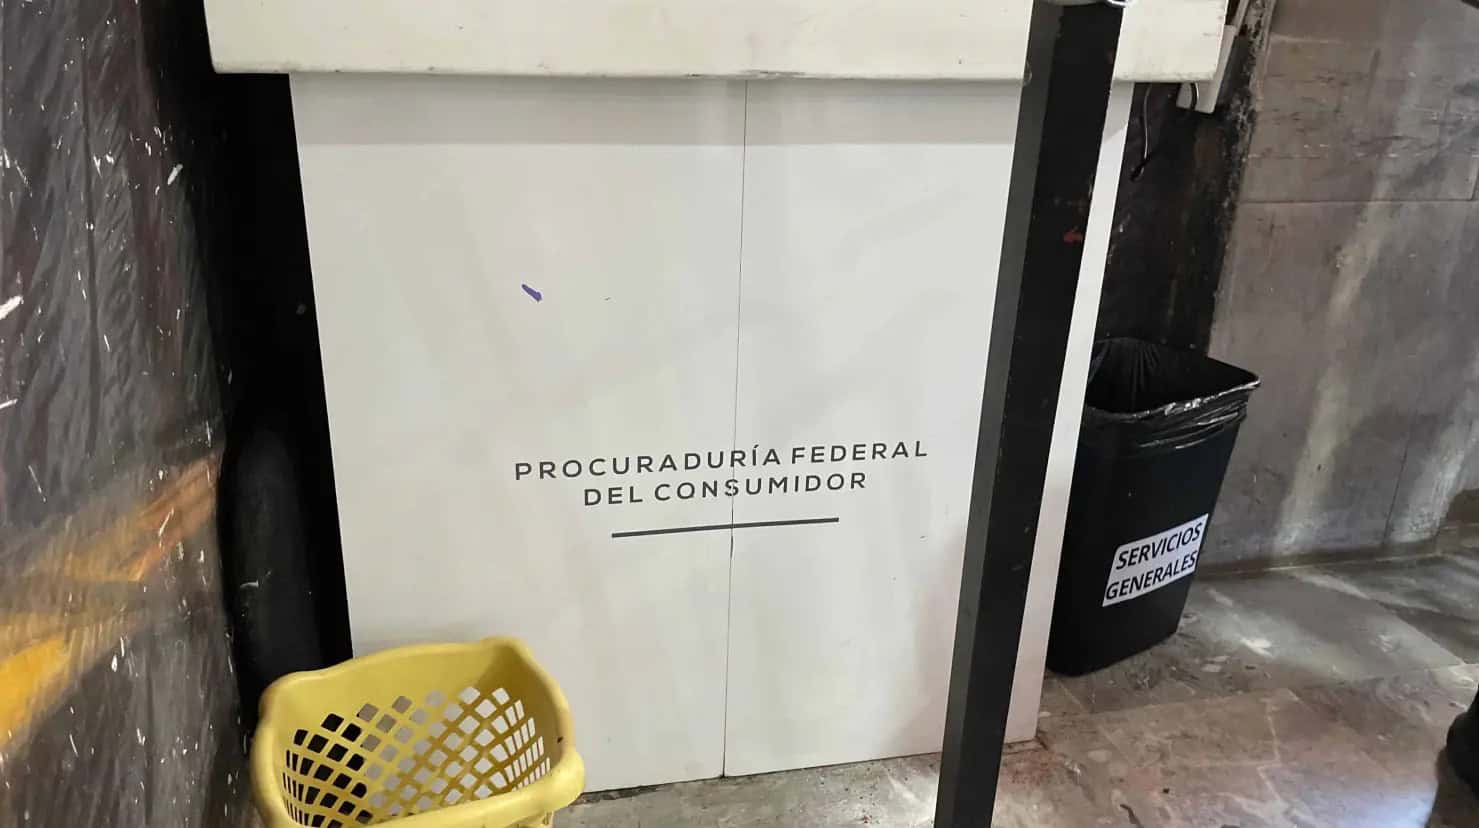 PROCURADURÍA FEDERAL
DEL CONSUMIDOR
SERVICIOS
GENERALES